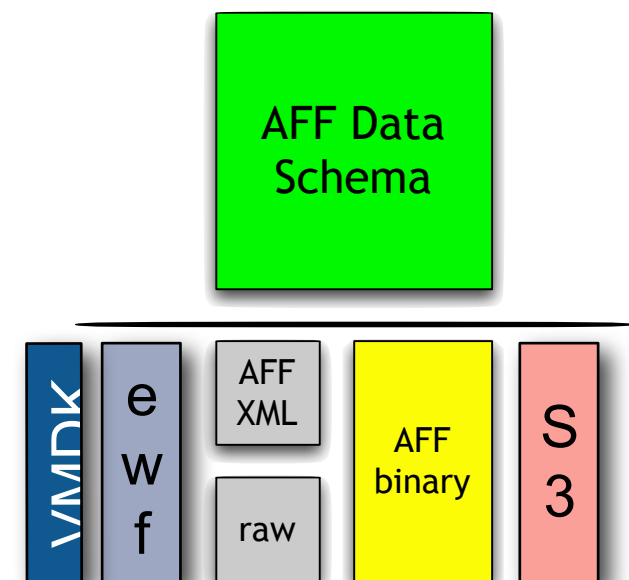 AFF Data
Schema
VMDK
e
w
f
AFF
XML
raw
AFF
binary
S
3